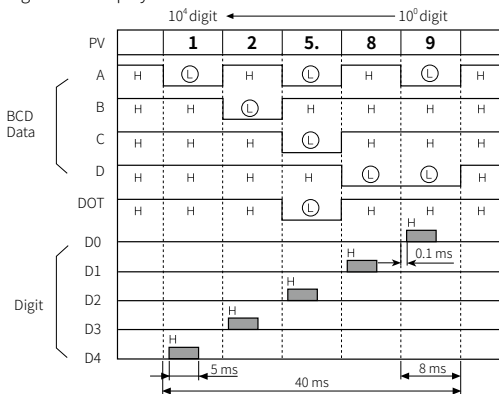 10⁴ digit 10⁰ digit
PV 1 2 5. 8 9
A H L H L H L H
BCD Data
B H H L H H H H
C H H H L H H H
D H H H H L L H
DOT H H H L H H H
D0 H
0.1 ms
D1 H
Digit
D2 H
D3 H
D4 H
5 ms 8 ms
40 ms